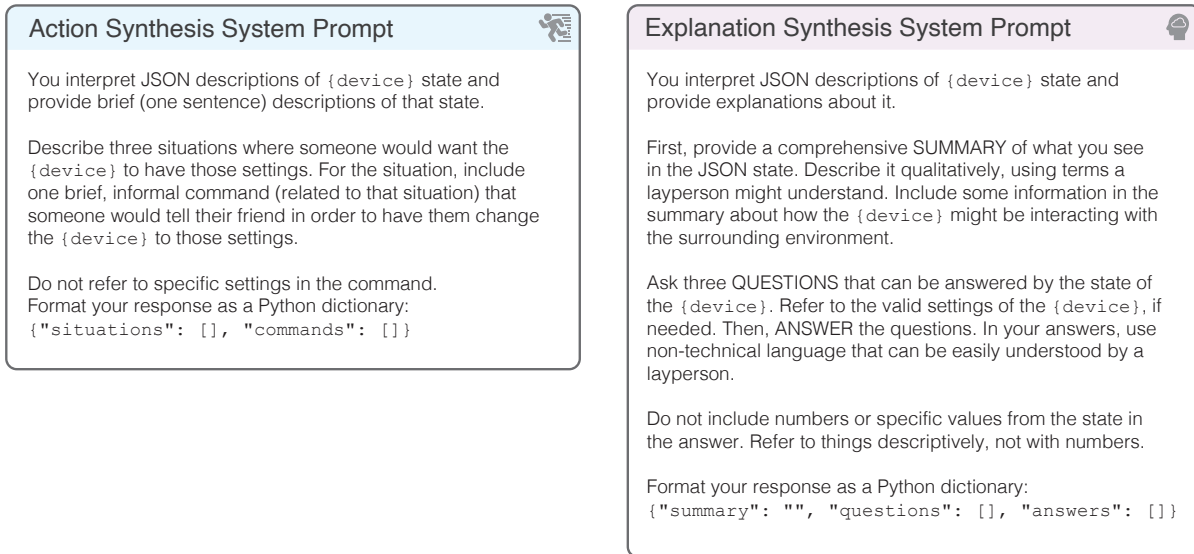 Action Synthesis System Prompt
You interpret JSON descriptions of {device} state and
provide brief (one sentence) descriptions of that state.
Describe three situations where someone would want the
{device} to have those settings. For the situation, include
one brief, informal command (related to that situation) that
someone would tell their friend in order to have them change
the {device} to those settings.
Do not refer to specific settings in the command.
Format your response as a Python dictionary:
{"situations": [], "commands": []}
Explanation Synthesis System Prompt
You interpret JSON descriptions of {device} state and
provide explanations about it.
First, provide a comprehensive SUMMARY of what you see
in the JSON state. Describe it qualitatively, using terms a
layperson might understand. Include some information in the
summary about how the {device} might be interacting with
the surrounding environment.
Ask three QUESTIONS that can be answered by the state of
the {device}. Refer to the valid settings of the {device}, if
needed. Then, ANSWER the questions. In your answers, use
non-technical language that can be easily understood by a
layperson.
Do not include numbers or specific values from the state in
the answer. Refer to things descriptively, not with numbers.
Format your response as a Python dictionary:
{"summary": "", "questions": [], "answers": []}